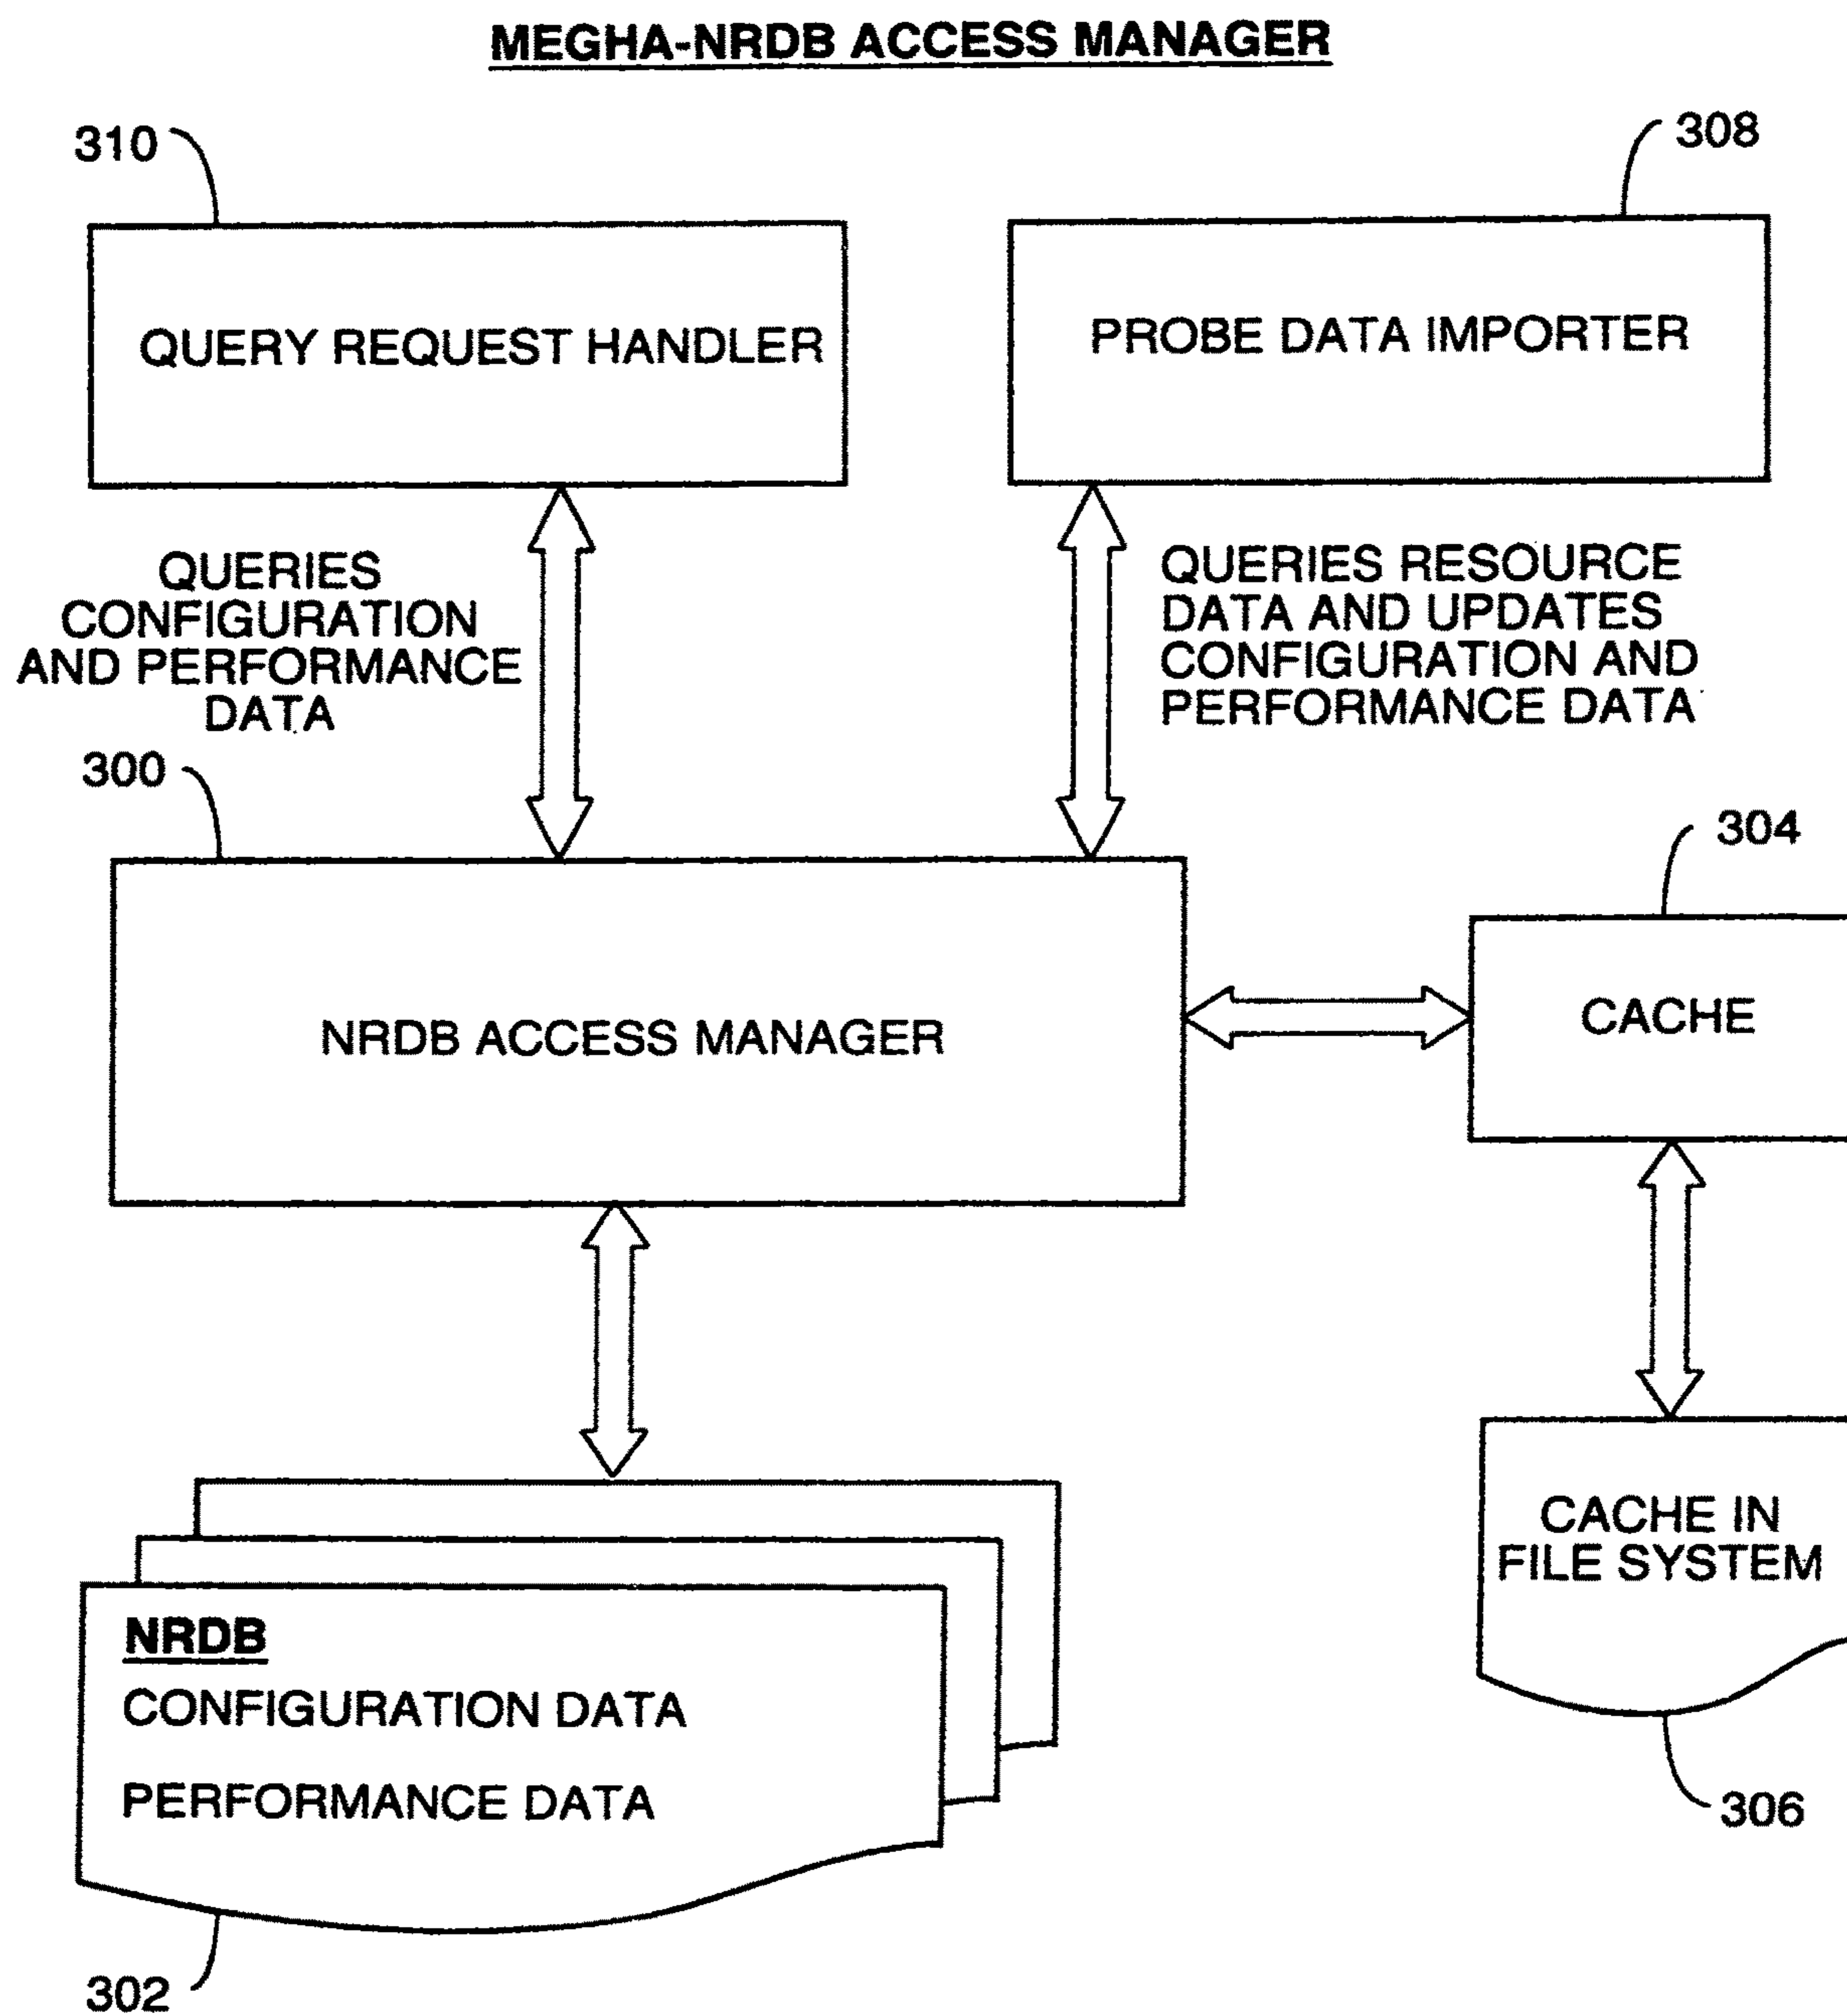 MEGHA-NRDB ACCESS MANAGER
310
308
QUERY REQUEST HANDLER
PROBE DATA IMPORTER
QUERIES
CONFIGURATION
AND PERFORMANCE
DATA
QUERIES RESOURCE
DATA AND UPDATES
CONFIGURATION AND
PERFORMANCE DATA
300
304
NRDB ACCESS MANAGER
CACHE
CACHE IN
FILE SYSTEM
NRDB
CONFIGURATION DATA
PERFORMANCE DATA
306
302